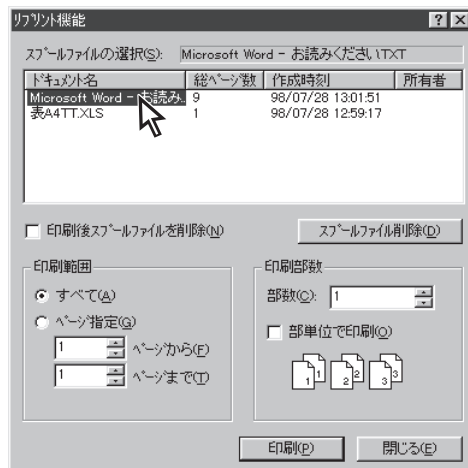 リプリント機能
スプールファイルの選択(S): Microsoft Word - お読みください.TXT
ドキュメント名 総ページ数 作成時刻 所有者
Microsoft Word - お読み.. 9 98/07/28 13:01:51
表A4TT.XLS 1 98/07/28 12:59:17
印刷後スプールファイルを削除(N) スプールファイル削除(D)
印刷範囲 印刷部数
すべて(A) 部数(C): 1
ページ指定(G)
1 ページから(F) 部単位で印刷(O)
1 ページまで(T)
1 1 2 2 3 3
印刷(P) 閉じる(E)